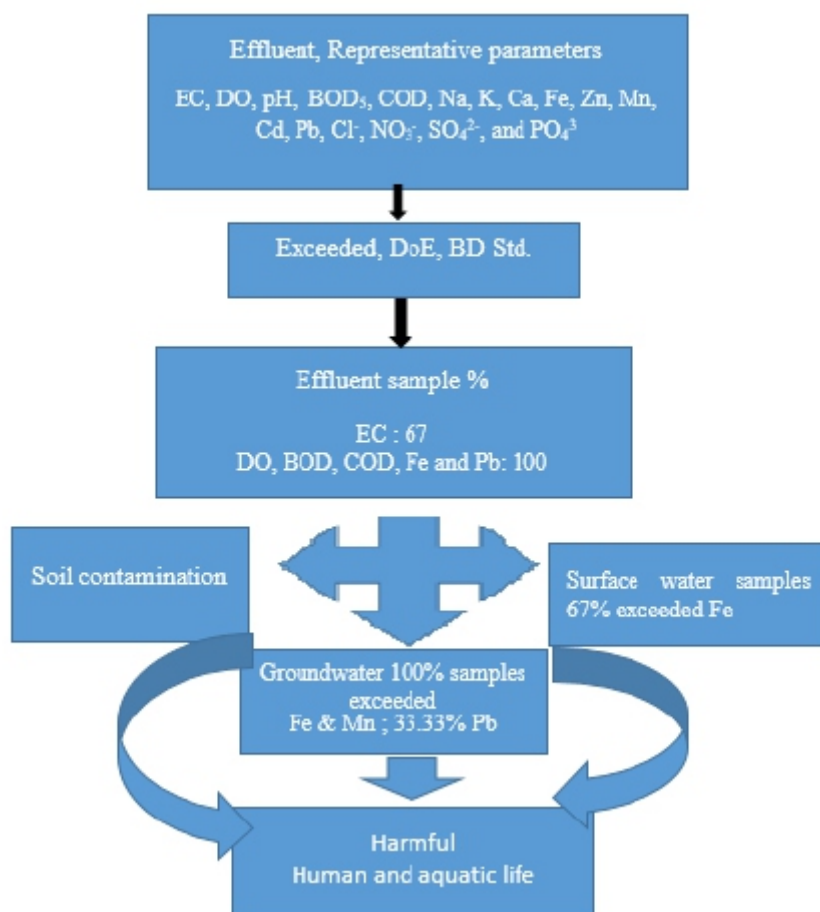 Effluent, Representative parameters
EC, DO, pH, BOD₅, COD, Na, K, Ca, Fe, Zn, Mn,
Cd, Pb, Cl⁻, NO₃⁻, SO₄²⁻, and PO₄³
Exceeded, DoE, BD Std.
Effluent sample %
EC : 67
DO, BOD, COD, Fe and Pb: 100
Soil contamination
Surface water samples
67% exceeded Fe
Groundwater 100% samples
exceeded
Fe & Mn ; 33.33% Pb
Harmful
Human and aquatic life